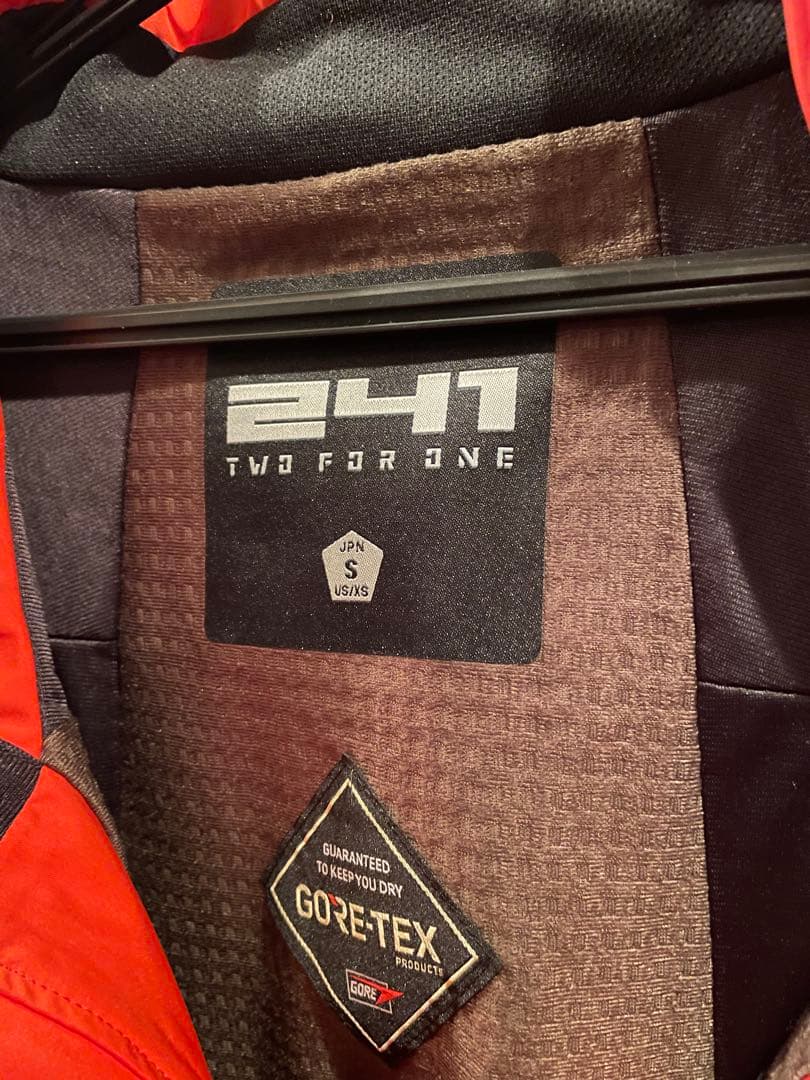 241
TWO FOR ONE
JPN
S
US/XS
GUARANTEED
TO KEEP YOU DRY
GORE-TEX
PRODUCTS
GORE